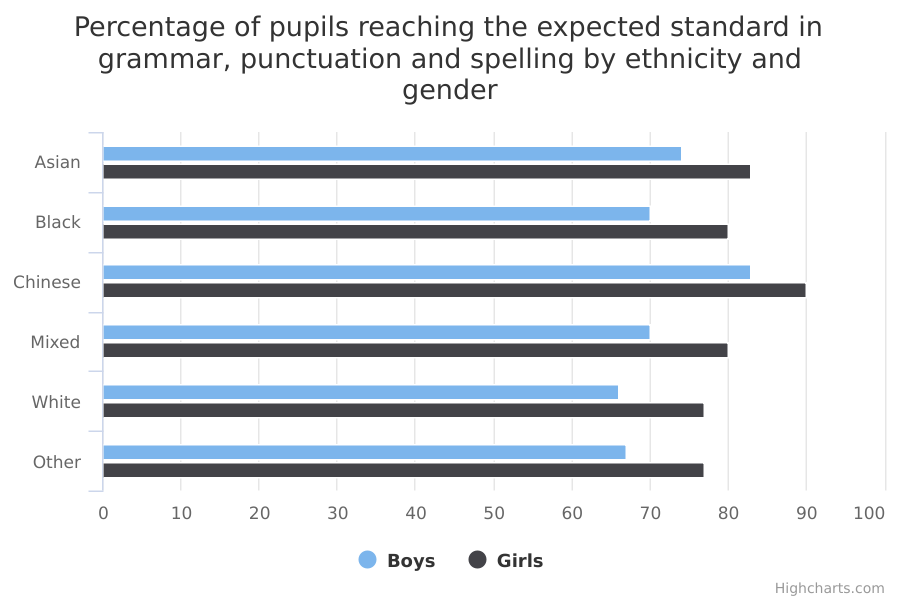 Percentage of pupils reaching the expected standard in
grammar, punctuation and spelling by ethnicity and
gender
Asian
Black
Chinese
Mixed
White
Other
0 10 20 30 40 50 60 70 80 90 100
Boys Girls
Highcharts.com